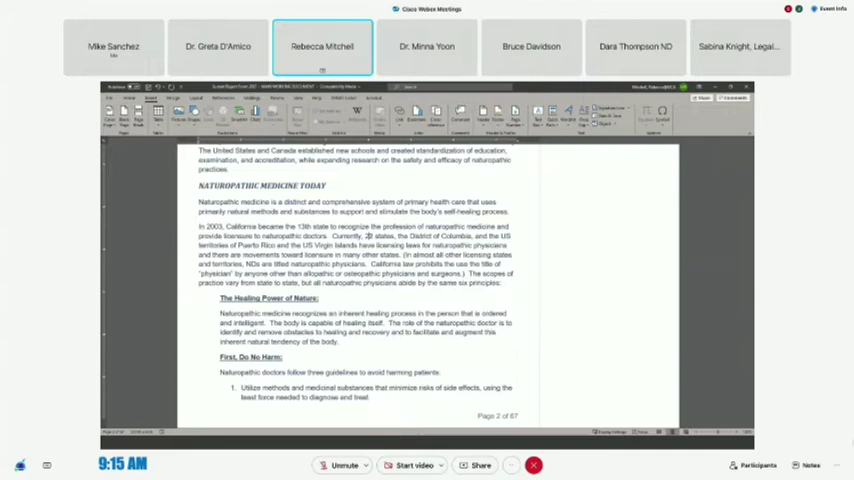 Cisco Webex Meetings
Event info
Mike Sanchez
Me
Dr. Greta D'Amico
Rebecca Mitchell
Dr. Minna Yoon
Bruce Davidson
Dara Thompson ND
Sabina Knight, Legal...
The United States and Canada established new schools and created standardization of education,
examination, and accreditation, while expanding research on the safety and efficacy of naturopathic
practices.
NATUROPATHIC MEDICINE TODAY
Naturopathic medicine is a distinct and comprehensive system of primary health care that uses
primarily natural methods and substances to support and stimulate the body's self-healing process.
In 2003, California became the 13th state to recognize the profession of naturopathic medicine and
provide licensure to naturopathic doctors. Currently, states, the District of Columbia, and the US
territories of Puerto Rico and the US Virgin Islands have licensing laws for naturopathic physicians
and there are movements toward licensure in many other states. (In almost all other licensing states
and territories, NDs are titled naturopathic physicians. California law prohibits the use the title of
"physician" by anyone other than allopathic or osteopathic physicians and surgeons.) The scopes of
practice vary from state to state, but all naturopathic physicians abide by the same six principles:
The Healing Power of Nature:
Naturopathic medicine recognizes an inherent healing process in the person that is ordered
and intelligent. The body is capable of healing itself. The role of the naturopathic doctor is to
identify and remove obstacles to healing and recovery and to facilitate and augment this
inherent natural tendency of the body.
First, Do No Harm:
Naturopathic doctors follow three guidelines to avoid harming patients:
1. Utilize methods and medicinal substances that minimize risks of side effects, using the
least force needed to diagnose and treat
Page 2 of 67
9:15 AM
Unmute
Start video
Share
Participants
Notes